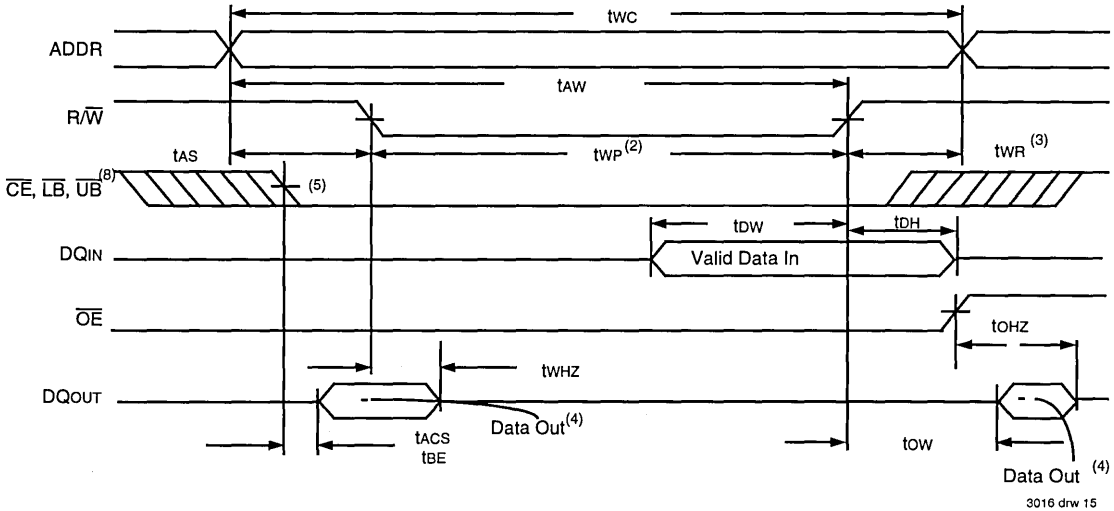 tWC
ADDR
tAW
R/W
tAS
tWP (2)
tWR (3)
CE, LB, UB (8)
(5)
tDW
tDH
DQIN
Valid Data In
OE
tOHZ
tWHZ
DQOUT
Data Out (4)
tACS
tBE
tOW
Data Out (4)
3016 drw 15